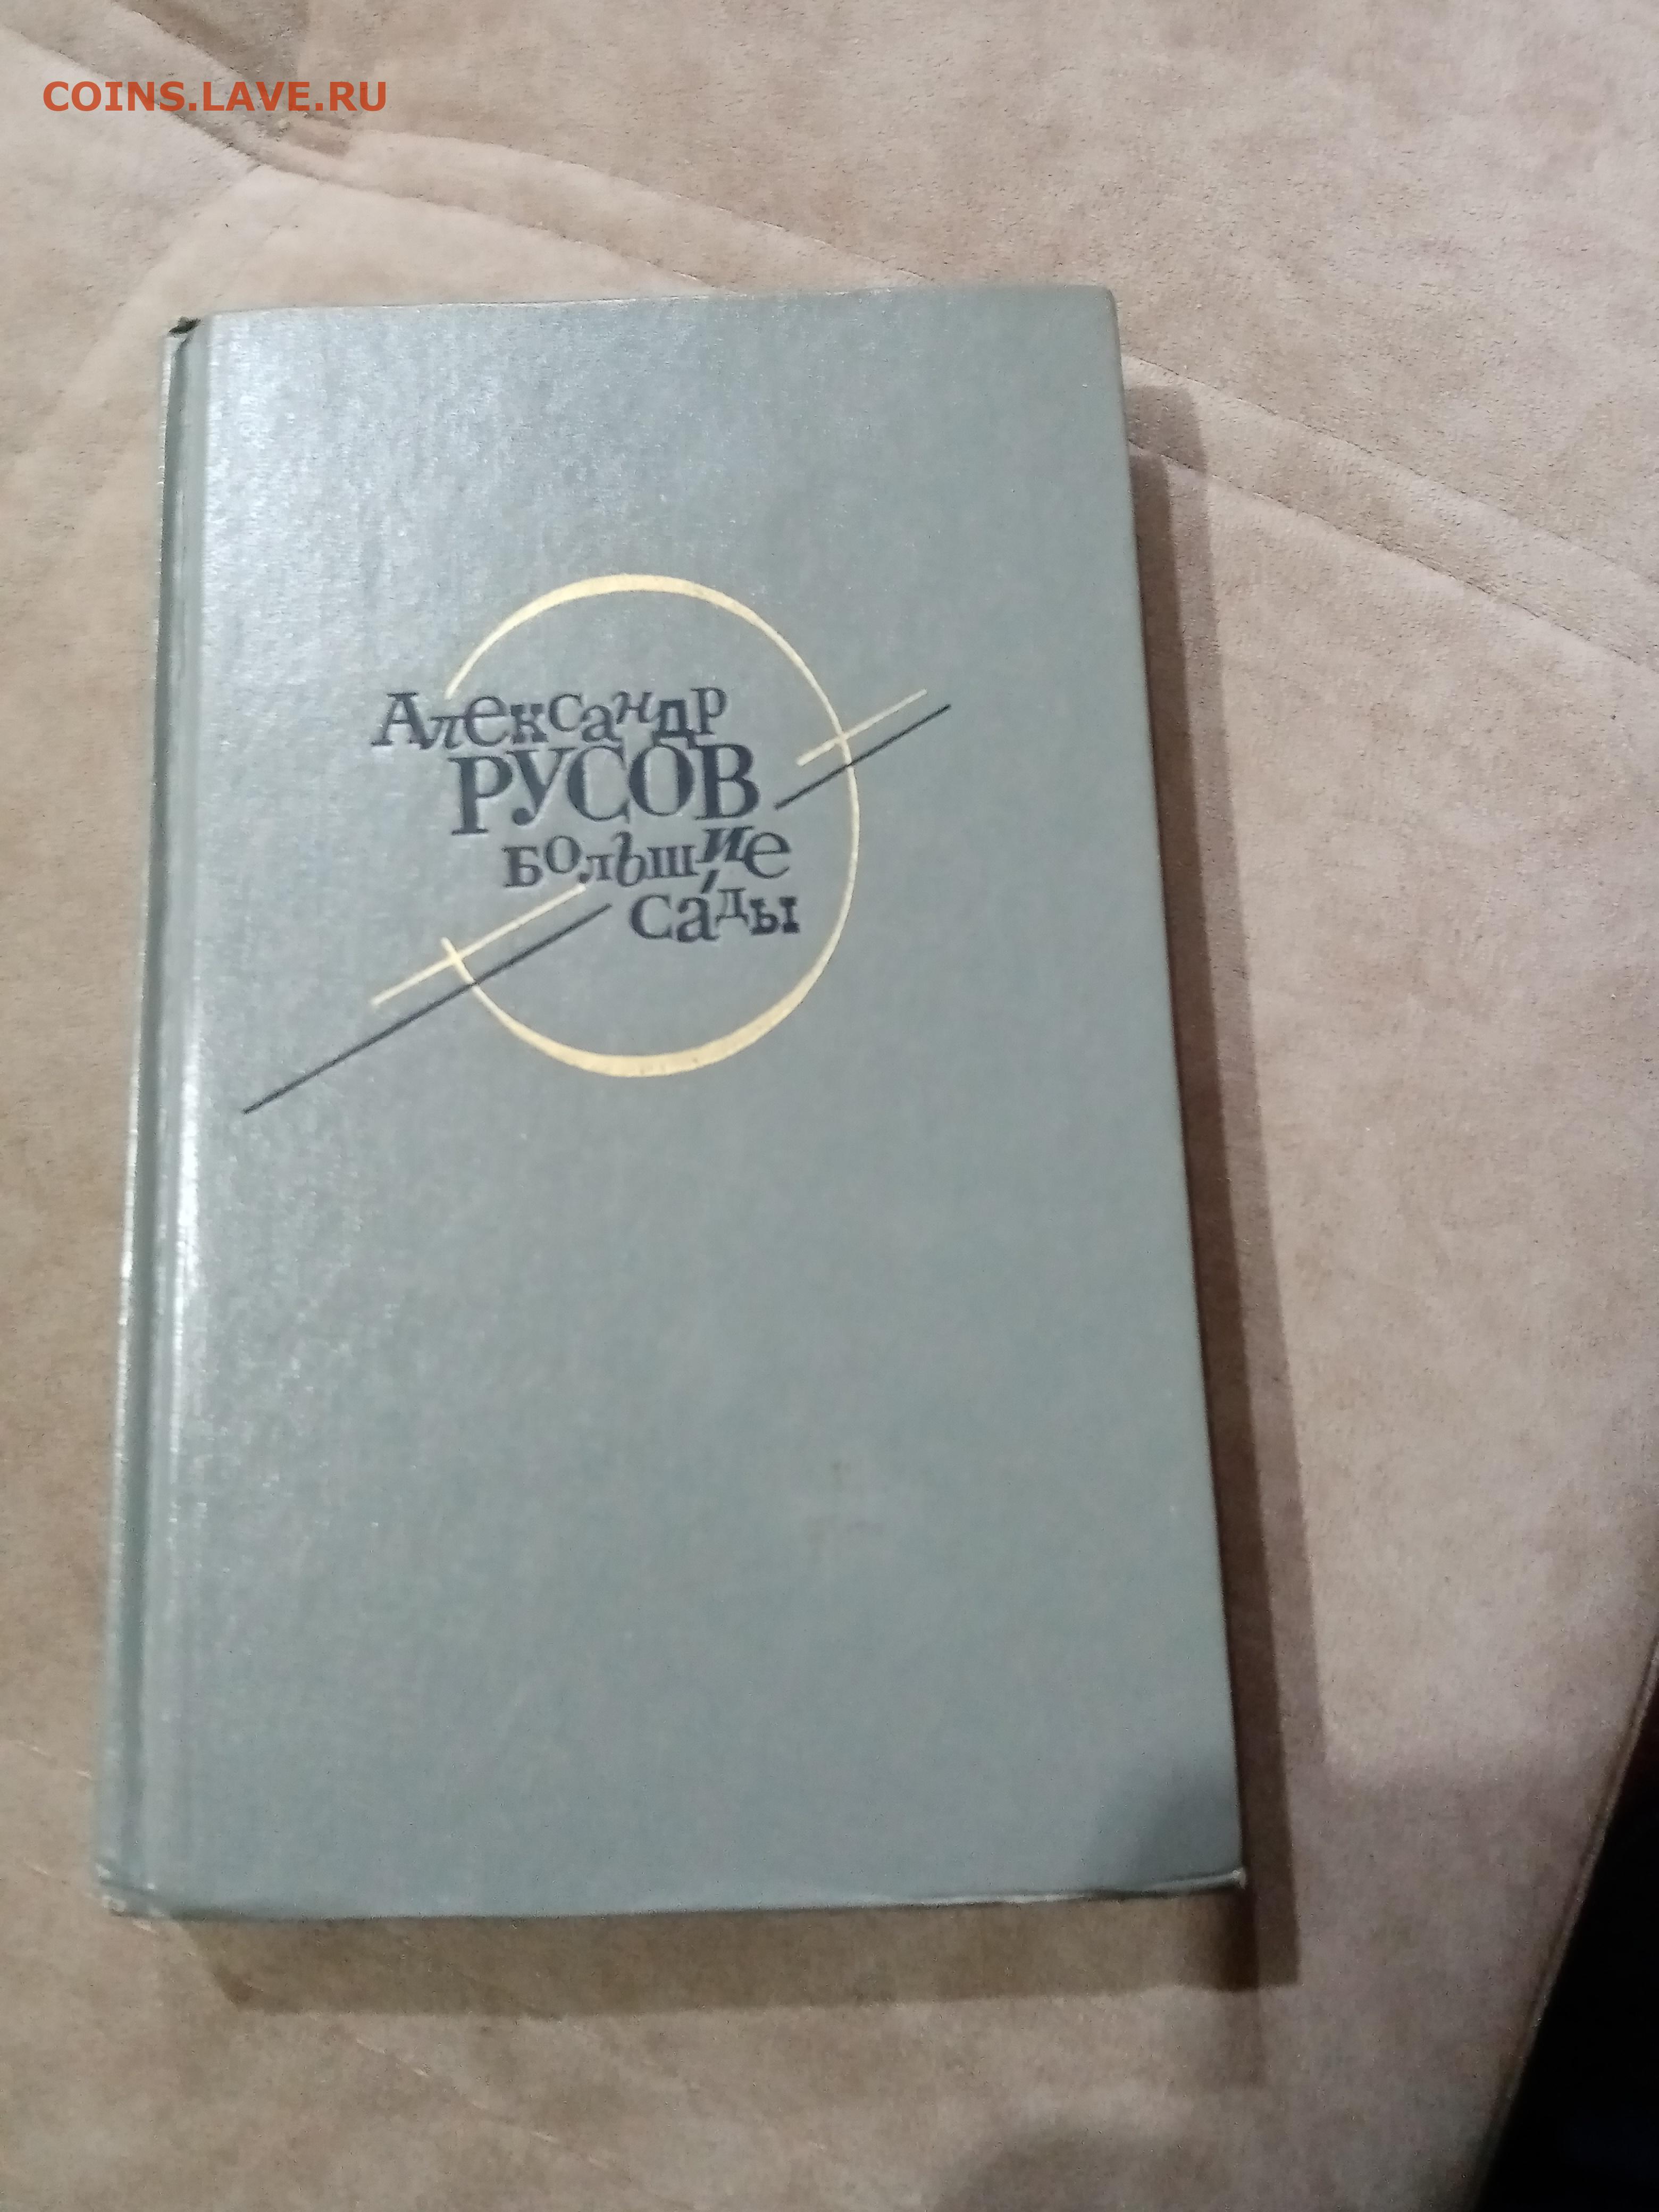 COINS.LAVE.RU
Александр
РУСОВ
Большие
сады